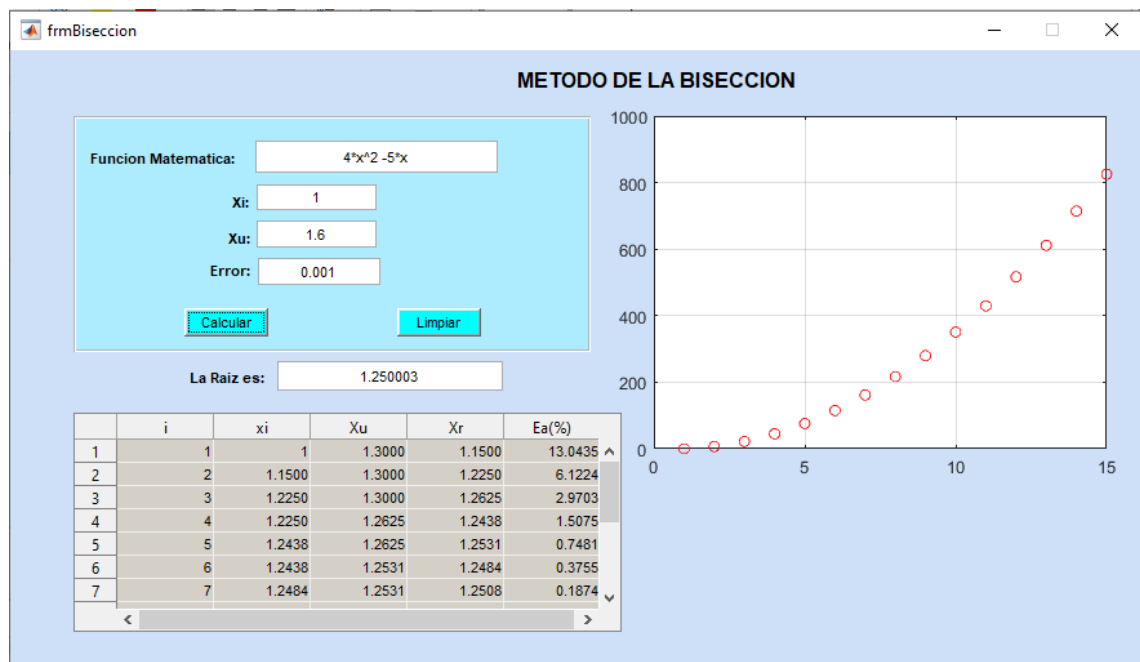 frmBiseccion
METODO DE LA BISECCION
Funcion Matematica: 4*x^2 -5*x
Xi: 1
Xu: 1.6
Error: 0.001
Calcular Limpiar
La Raiz es: 1.250003
i xi Xu Xr Ea(%)
1 1 1 1.3000 1.1500 13.0435
2 2 1.1500 1.3000 1.2250 6.1224
3 3 1.2250 1.3000 1.2625 2.9703
4 4 1.2250 1.2625 1.2438 1.5075
5 5 1.2438 1.2625 1.2531 0.7481
6 6 1.2438 1.2531 1.2484 0.3755
7 7 1.2484 1.2531 1.2508 0.1874
1000
800
600
400
200
0
0 5 10 15